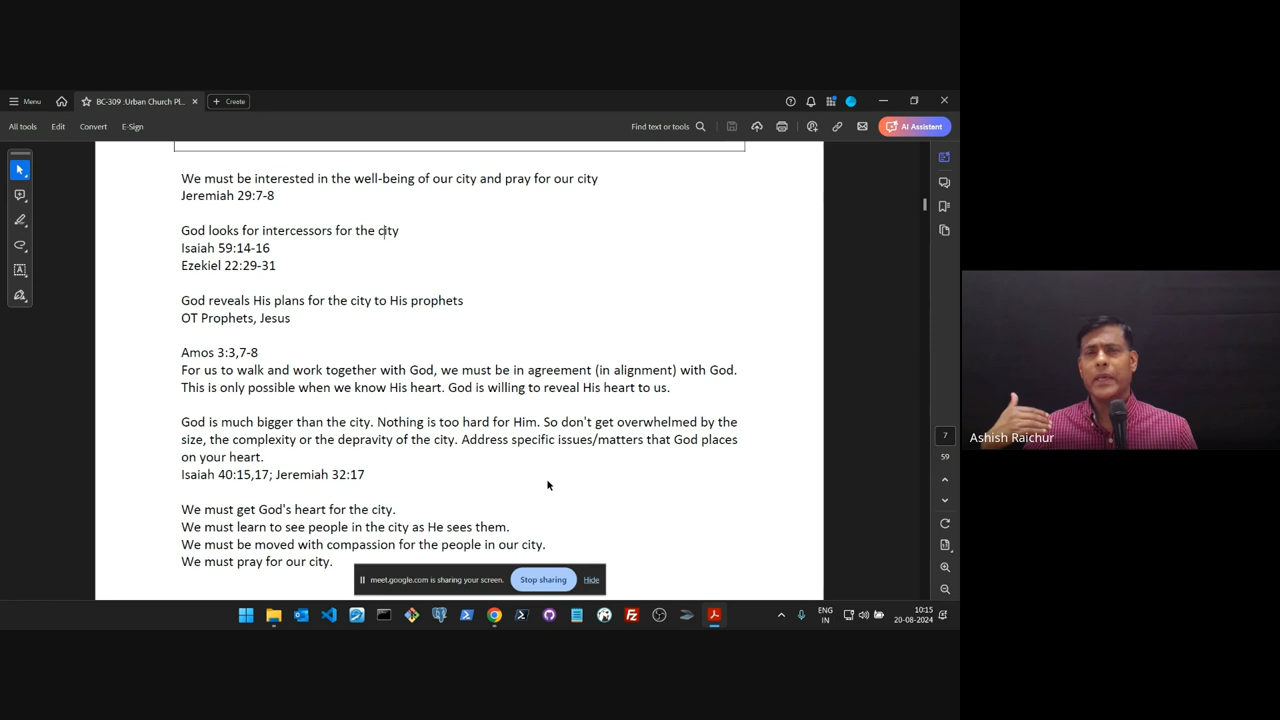 Menu
BC-309 :Urban Church Pl...
Create
All tools
Edit
Convert
E-Sign
Find text or tools
AI Assistant
We must be interested in the well-being of our city and pray for our city
Jeremiah 29:7-8
God looks for intercessors for the city
Isaiah 59:14-16
Ezekiel 22:29-31
God reveals His plans for the city to His prophets
OT Prophets, Jesus
Amos 3:3,7-8
For us to walk and work together with God, we must be in agreement (in alignment) with God.
This is only possible when we know His heart. God is willing to reveal His heart to us.
God is much bigger than the city. Nothing is too hard for Him. So don't get overwhelmed by the
size, the complexity or the depravity of the city. Address specific issues/matters that God places
on your heart.
Isaiah 40:15,17; Jeremiah 32:17
We must get God's heart for the city.
We must learn to see people in the city as He sees them.
We must be moved with compassion for the people in our city.
We must pray for our city.
7
59
meet.google.com is sharing your screen.
Stop sharing
Hide
ENG
IN
10:15
20-08-2024
Ashish Raichur